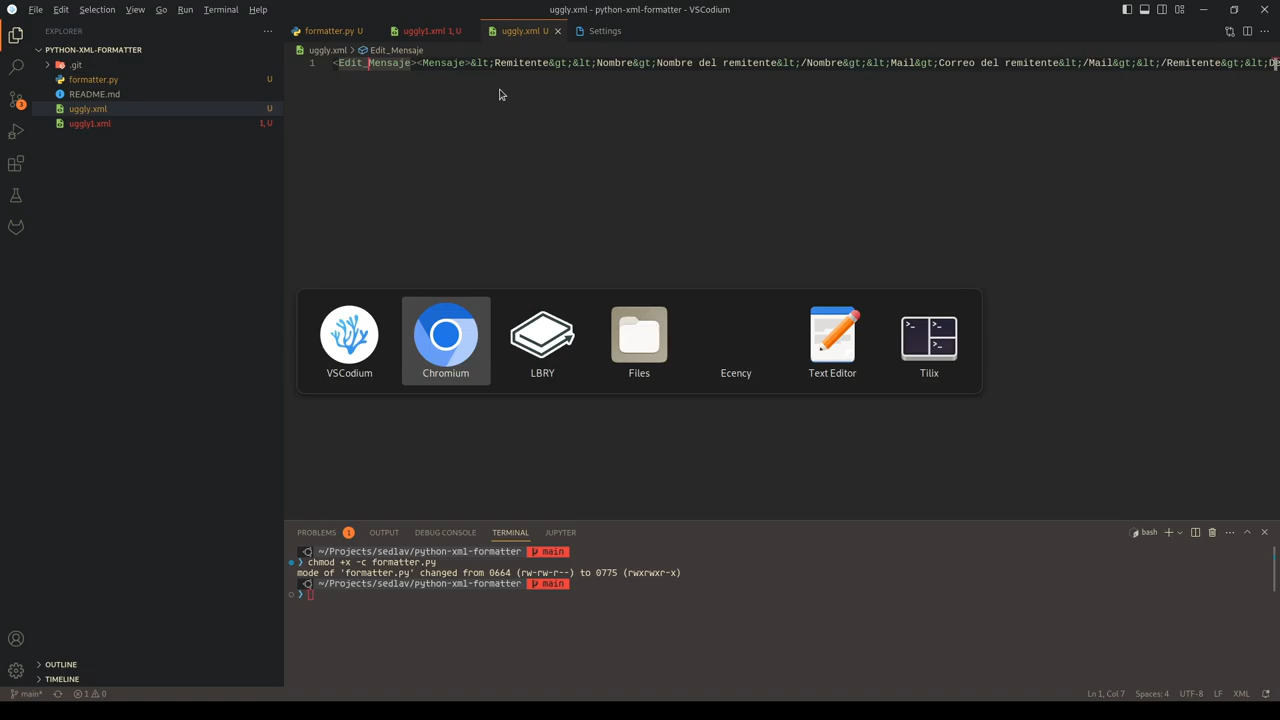 File Edit Selection View Go Run Terminal Help
uggly.xml - python-xml-formatter - VSCodium
EXPLORER
PYTHON-XML-FORMATTER
.git
formatter.py U
README.md
uggly.xml U
uggly1.xml 1, U
OUTLINE
TIMELINE
formatter.py U uggly1.xml 1, U uggly.xml U Settings
uggly.xml > Edit_Mensaje
1 <Edit_Mensaje><Mensaje>&lt;Remitente&gt;&lt;Nombre&gt;Nombre del remitente&lt;/Nombre&gt;&lt;Mail&gt;Correo del remitente&lt;/Mail&gt;&lt;/Remitente&gt;&lt;De
VSCodium Chromium LBRY Files Ecency Text Editor Tilix
PROBLEMS 1 OUTPUT DEBUG CONSOLE TERMINAL JUPYTER
bash
~/Projects/sedlav/python-xml-formatter main
❯ chmod +x -c formatter.py
mode of 'formatter.py' changed from 0664 (rw-rw-r--) to 0775 (rwxrwxr-x)
~/Projects/sedlav/python-xml-formatter main
❯
3
main* 1 0 Ln 1, Col 7 Spaces: 4 UTF-8 LF XML